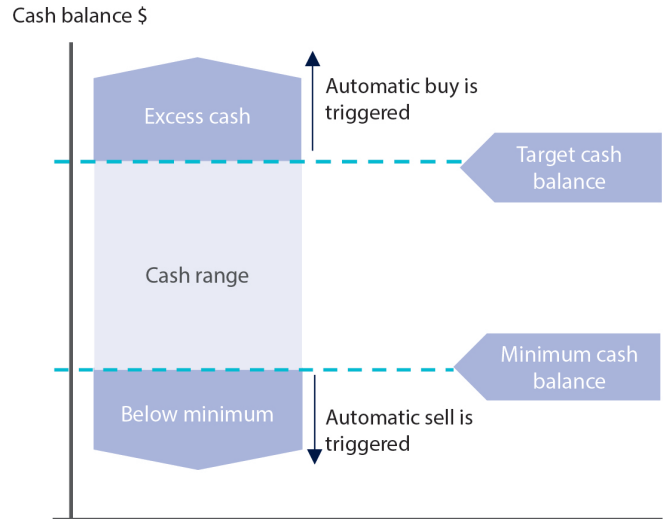 Cash balance $
Excess cash
Automatic buy is
triggered
Target cash
balance
Cash range
Minimum cash
balance
Below minimum
Automatic sell is
triggered